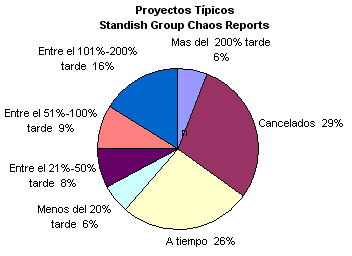 Proyectos Típicos
Standish Group Chaos Reports
Mas del 200% tarde
6%
Cancelados 29%
A tiempo 26%
Menos del 20%
tarde 6%
Entre el 21%-50%
tarde 8%
Entre el 51%-100%
tarde 9%
Entre el 101%-200%
tarde 16%
n